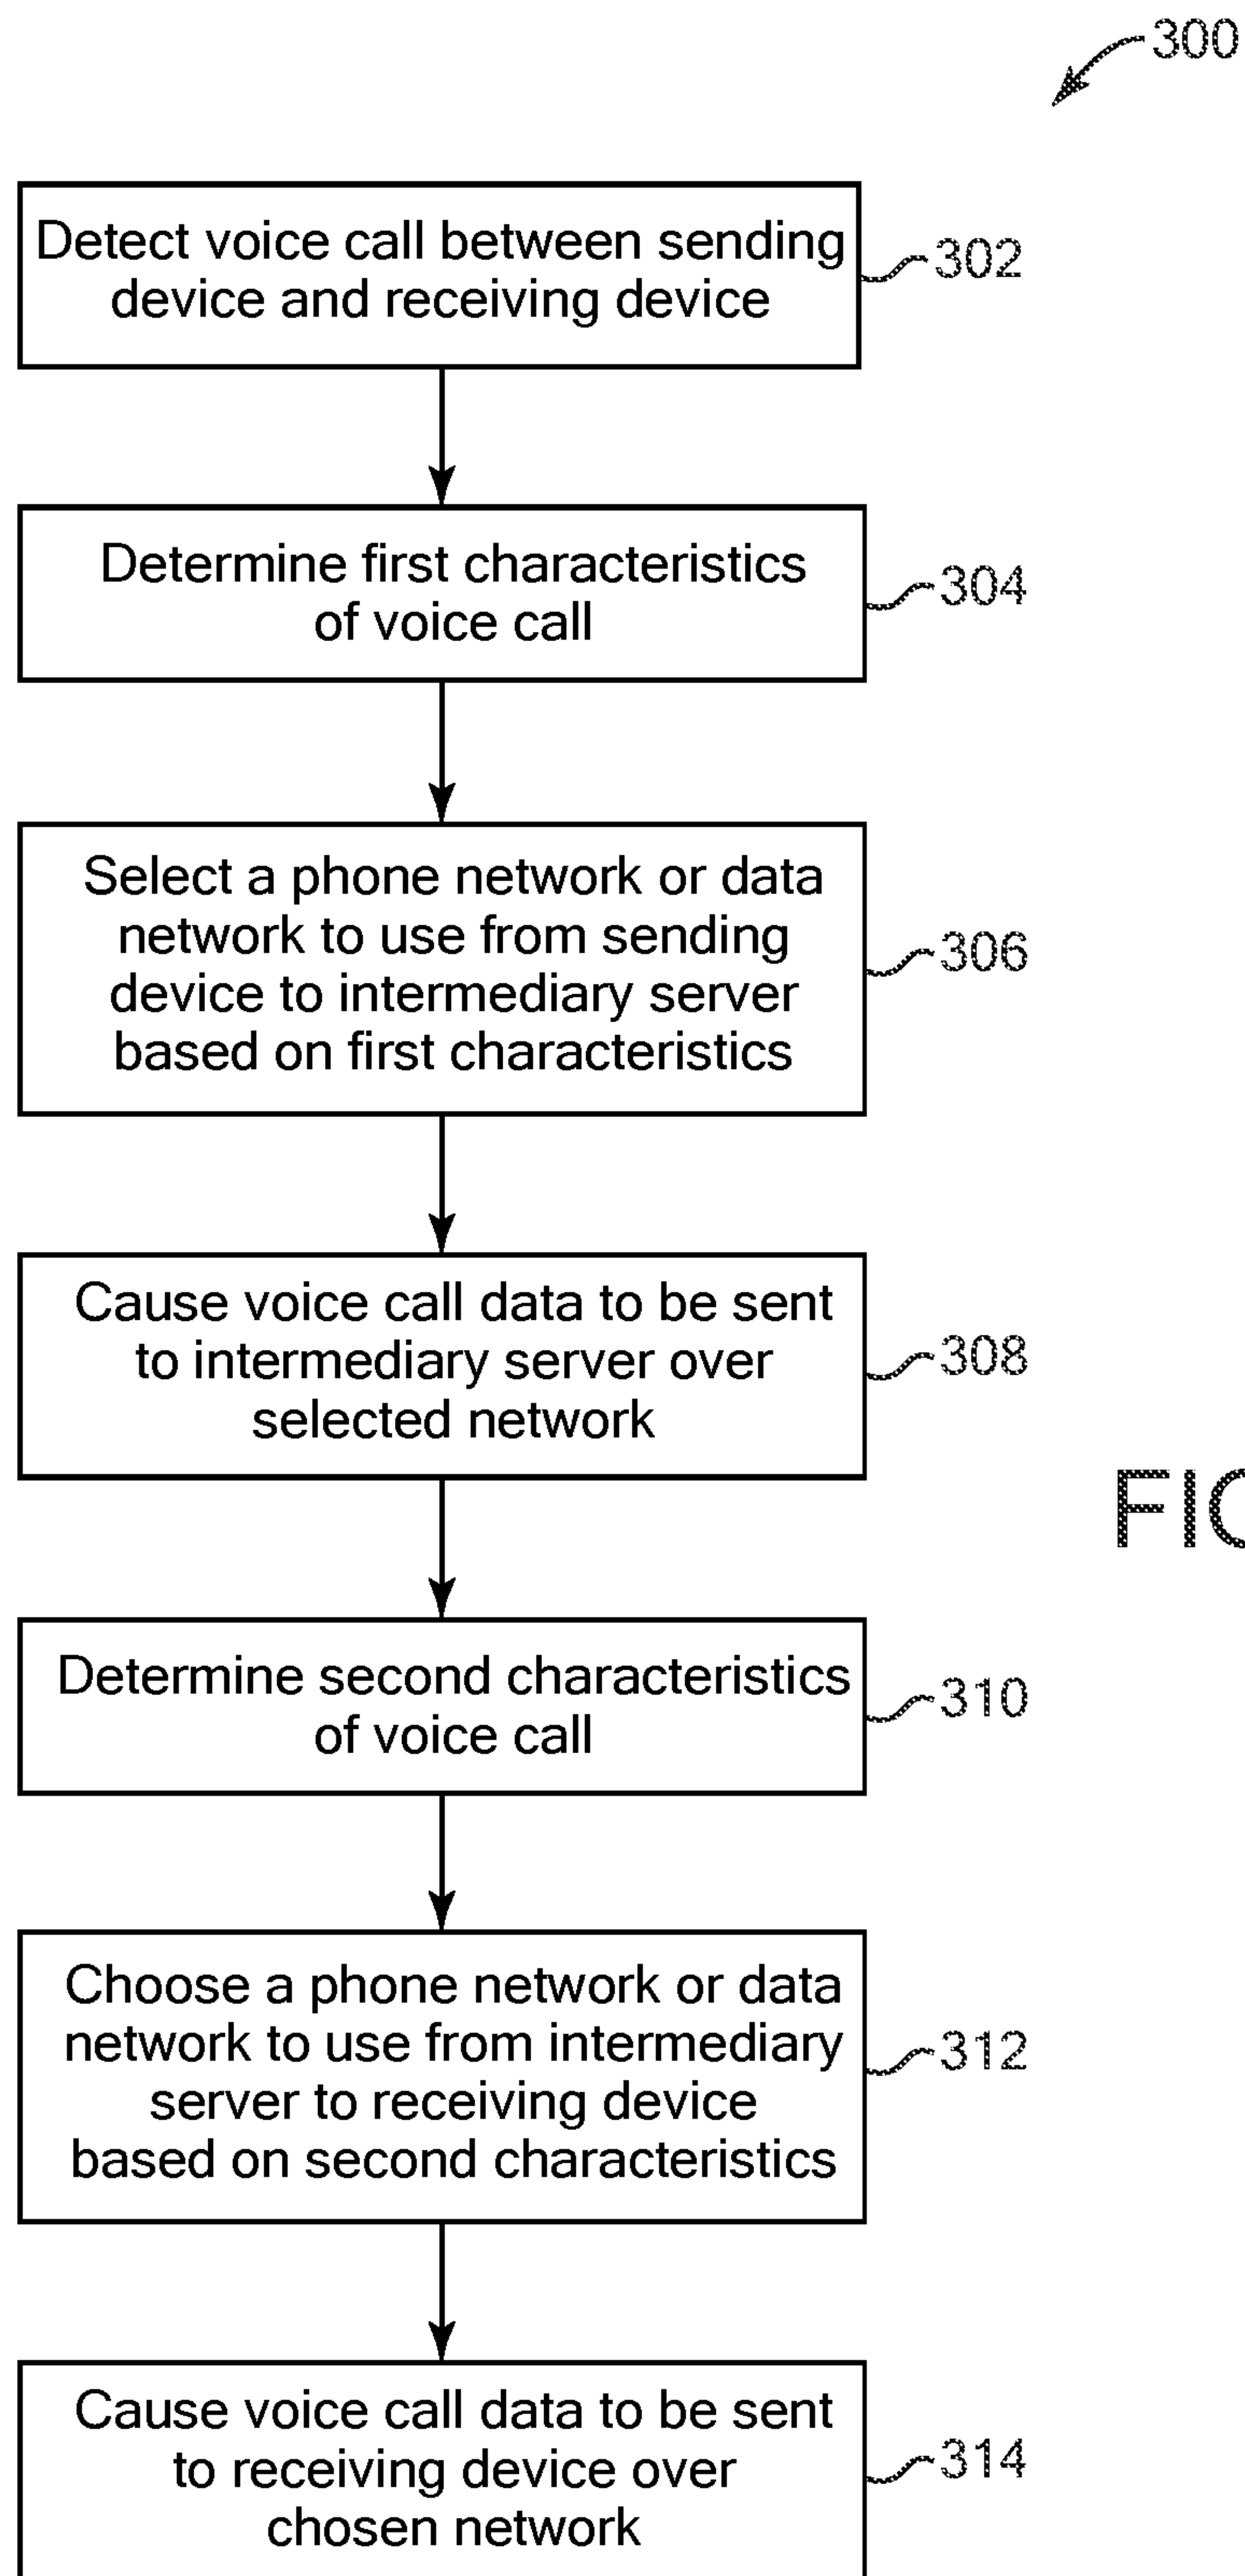 300
Detect voice call between sending
device and receiving device
302
Determine first characteristics
of voice call
304
Select a phone network or data
network to use from sending
device to intermediary server
based on first characteristics
306
Cause voice call data to be sent
to intermediary server over
selected network
308
Determine second characteristics
of voice call
310
Choose a phone network or data
network to use from intermediary
server to receiving device
based on second characteristics
312
Cause voice call data to be sent
to receiving device over
chosen network
314